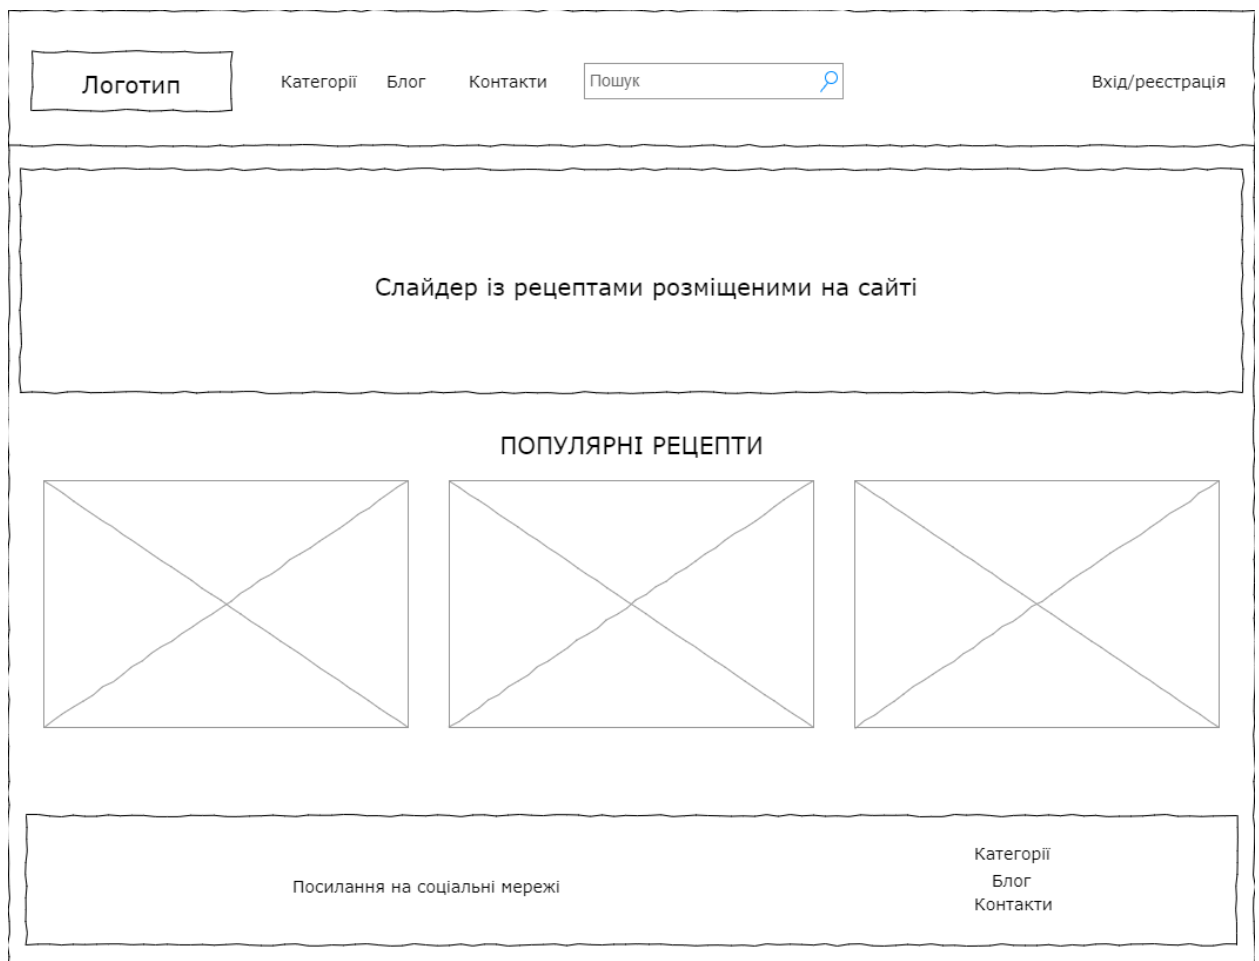 Логотип
Категорії
Блог
Контакти
Пошук
Вхід/реєстрація
Слайдер із рецептами розміщеними на сайті
ПОПУЛЯРНІ РЕЦЕПТИ
Посилання на соціальні мережі
Категорії
Блог
Контакти